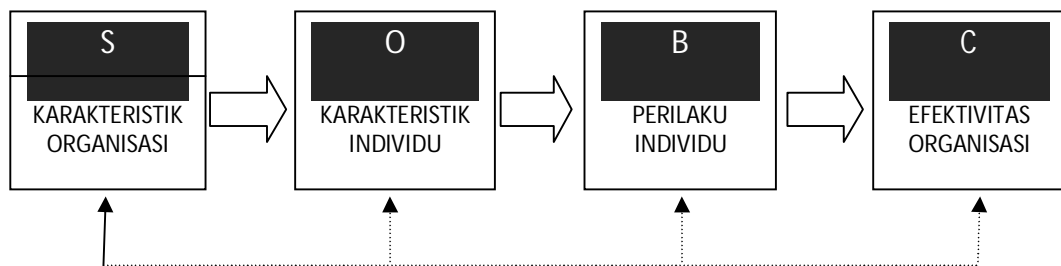 S
KARAKTERISTIK
ORGANISASI
O
KARAKTERISTIK
INDIVIDU
B
PERILAKU
INDIVIDU
C
EFEKTIVITAS
ORGANISASI